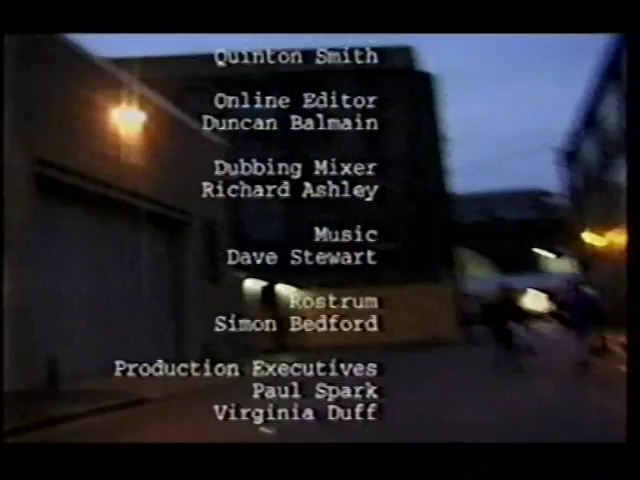 Quinton Smith
Online Editor
Duncan Balmain
Dubbing Mixer
Richard Ashley
Music
Dave Stewart
Rostrum
Simon Bedford
Production Executives
Paul Spark
Virginia Duff